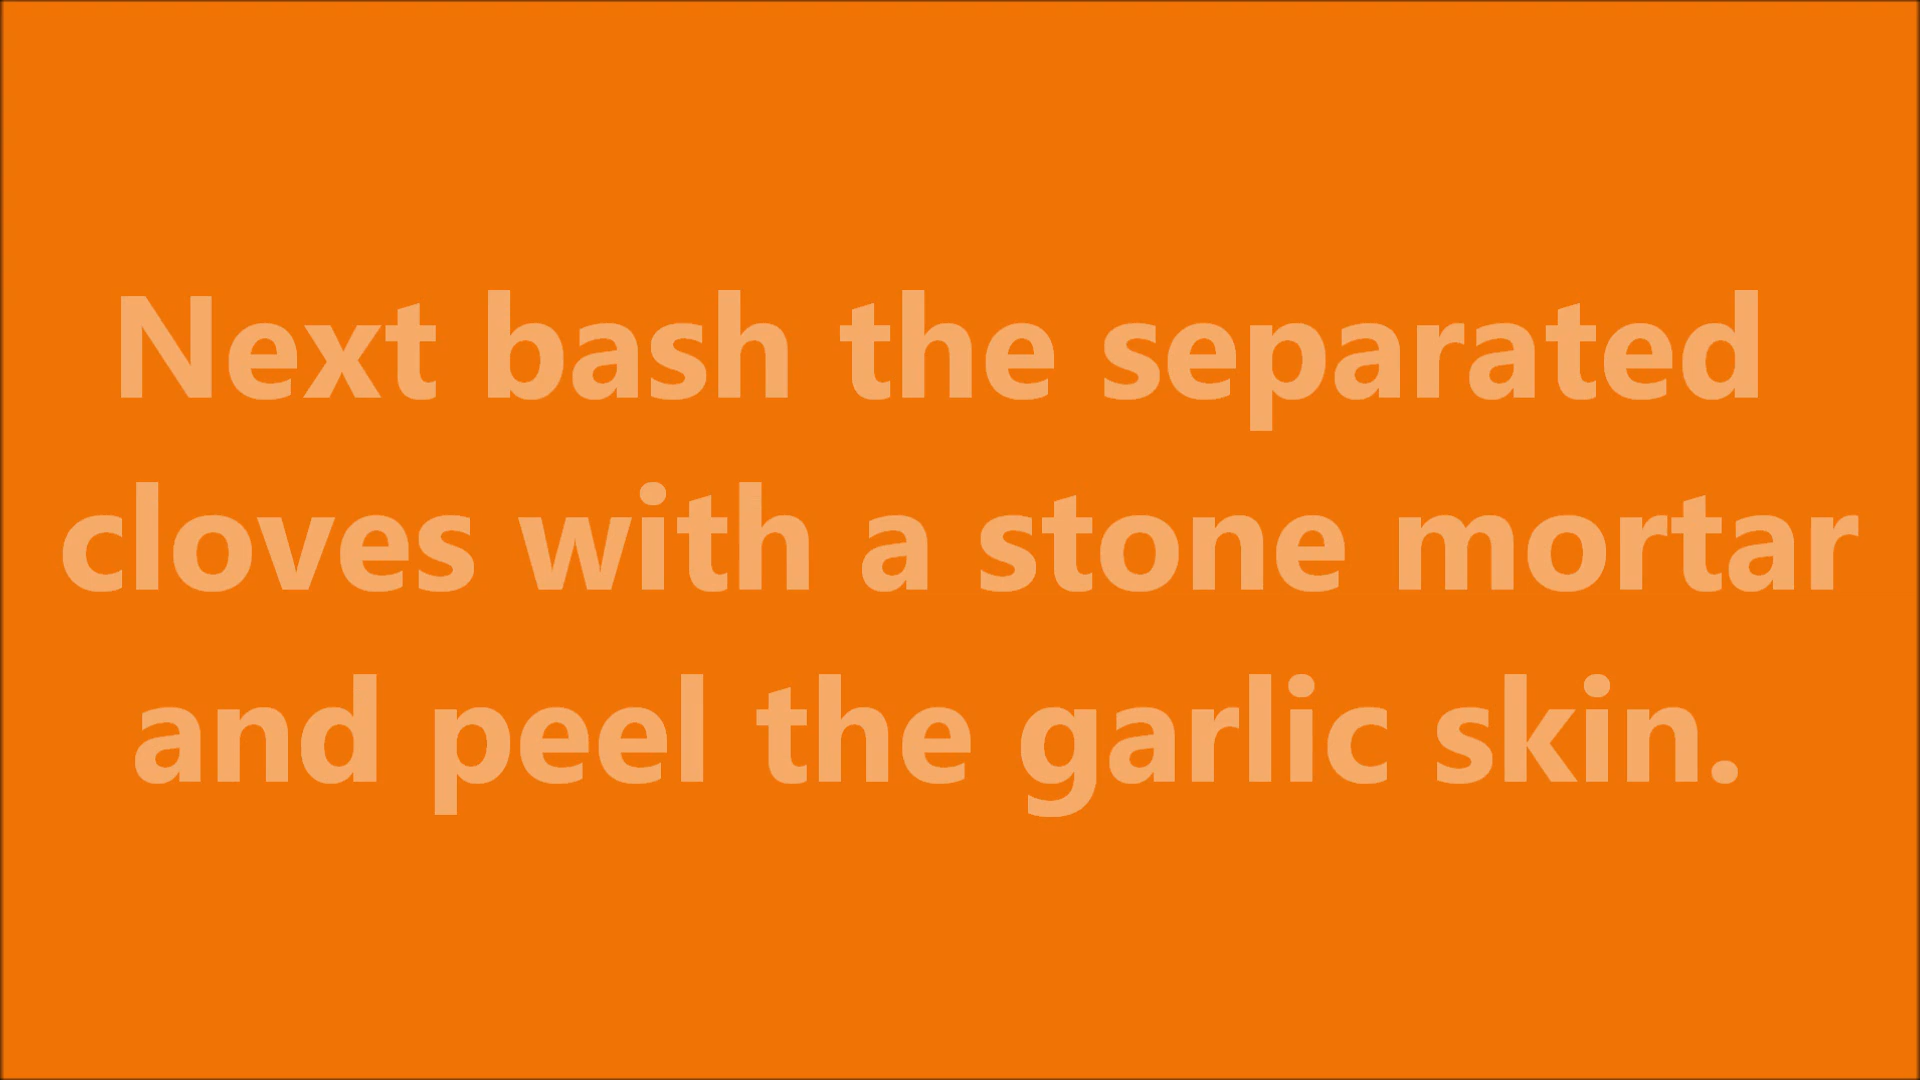 Next bash the separated
cloves with a stone mortar
and peel the garlic skin.